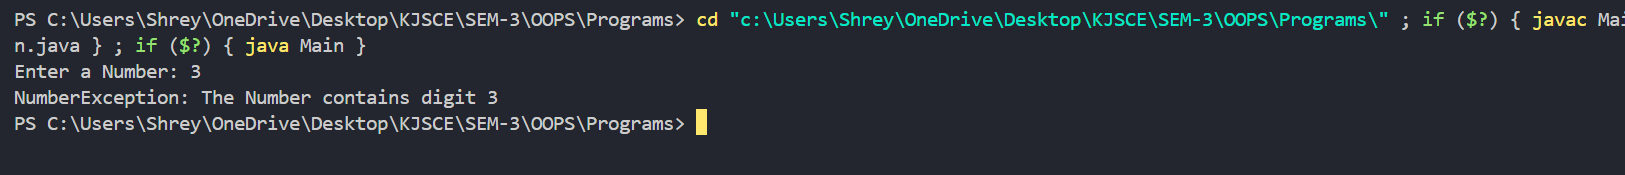 PS C:\Users\Shrey\OneDrive\Desktop\KJSCE\SEM-3\OOPS\Programs> cd "c:\Users\Shrey\OneDrive\Desktop\KJSCE\SEM-3\OOPS\Programs\" ; if ($?) { javac Mai
n.java } ; if ($?) { java Main }
Enter a Number: 3
NumberException: The Number contains digit 3
PS C:\Users\Shrey\OneDrive\Desktop\KJSCE\SEM-3\OOPS\Programs>